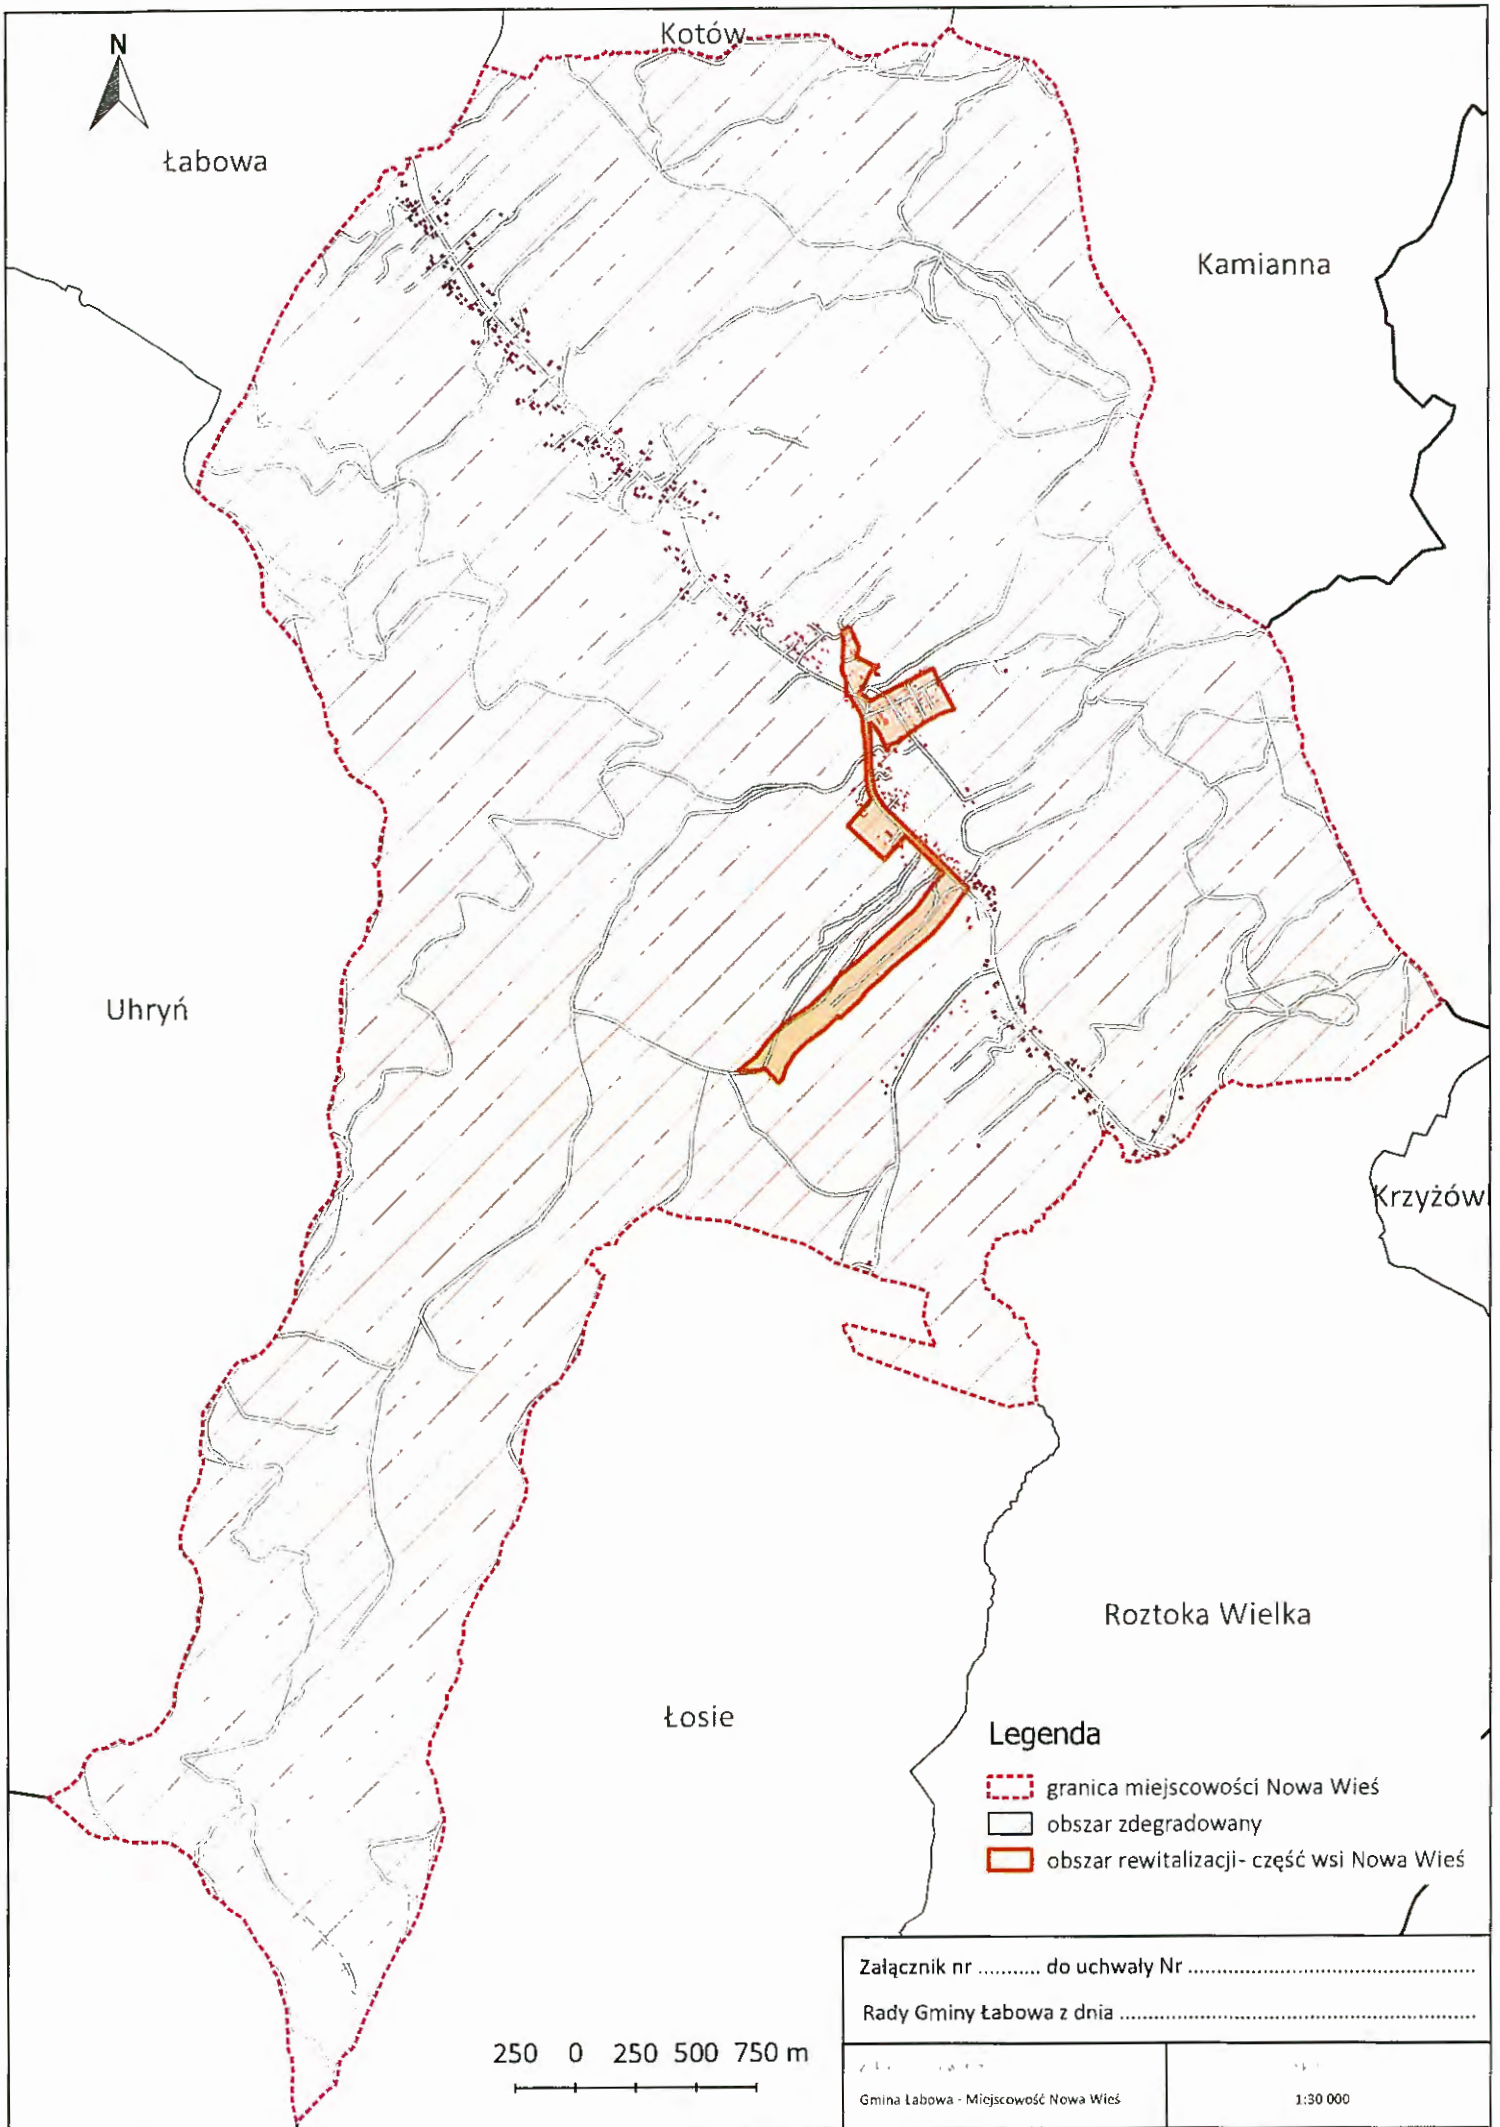 Kotów
N
Łabowa
Kamianna
Uhryń
Roztoka Wielka
Łosie
Legenda
granica miejscowości Nowa Wieś
obszar zdegradowany
obszar rewitalizacji- część wsi Nowa Wieś
Załącznik nr ........... do uchwały Nr ................................................
Rady Gminy Łabowa z dnia ............................................................
250 0 250 500 750 m
Gmina Łabowa - Miejscowość Nowa Wieś
1:30 000